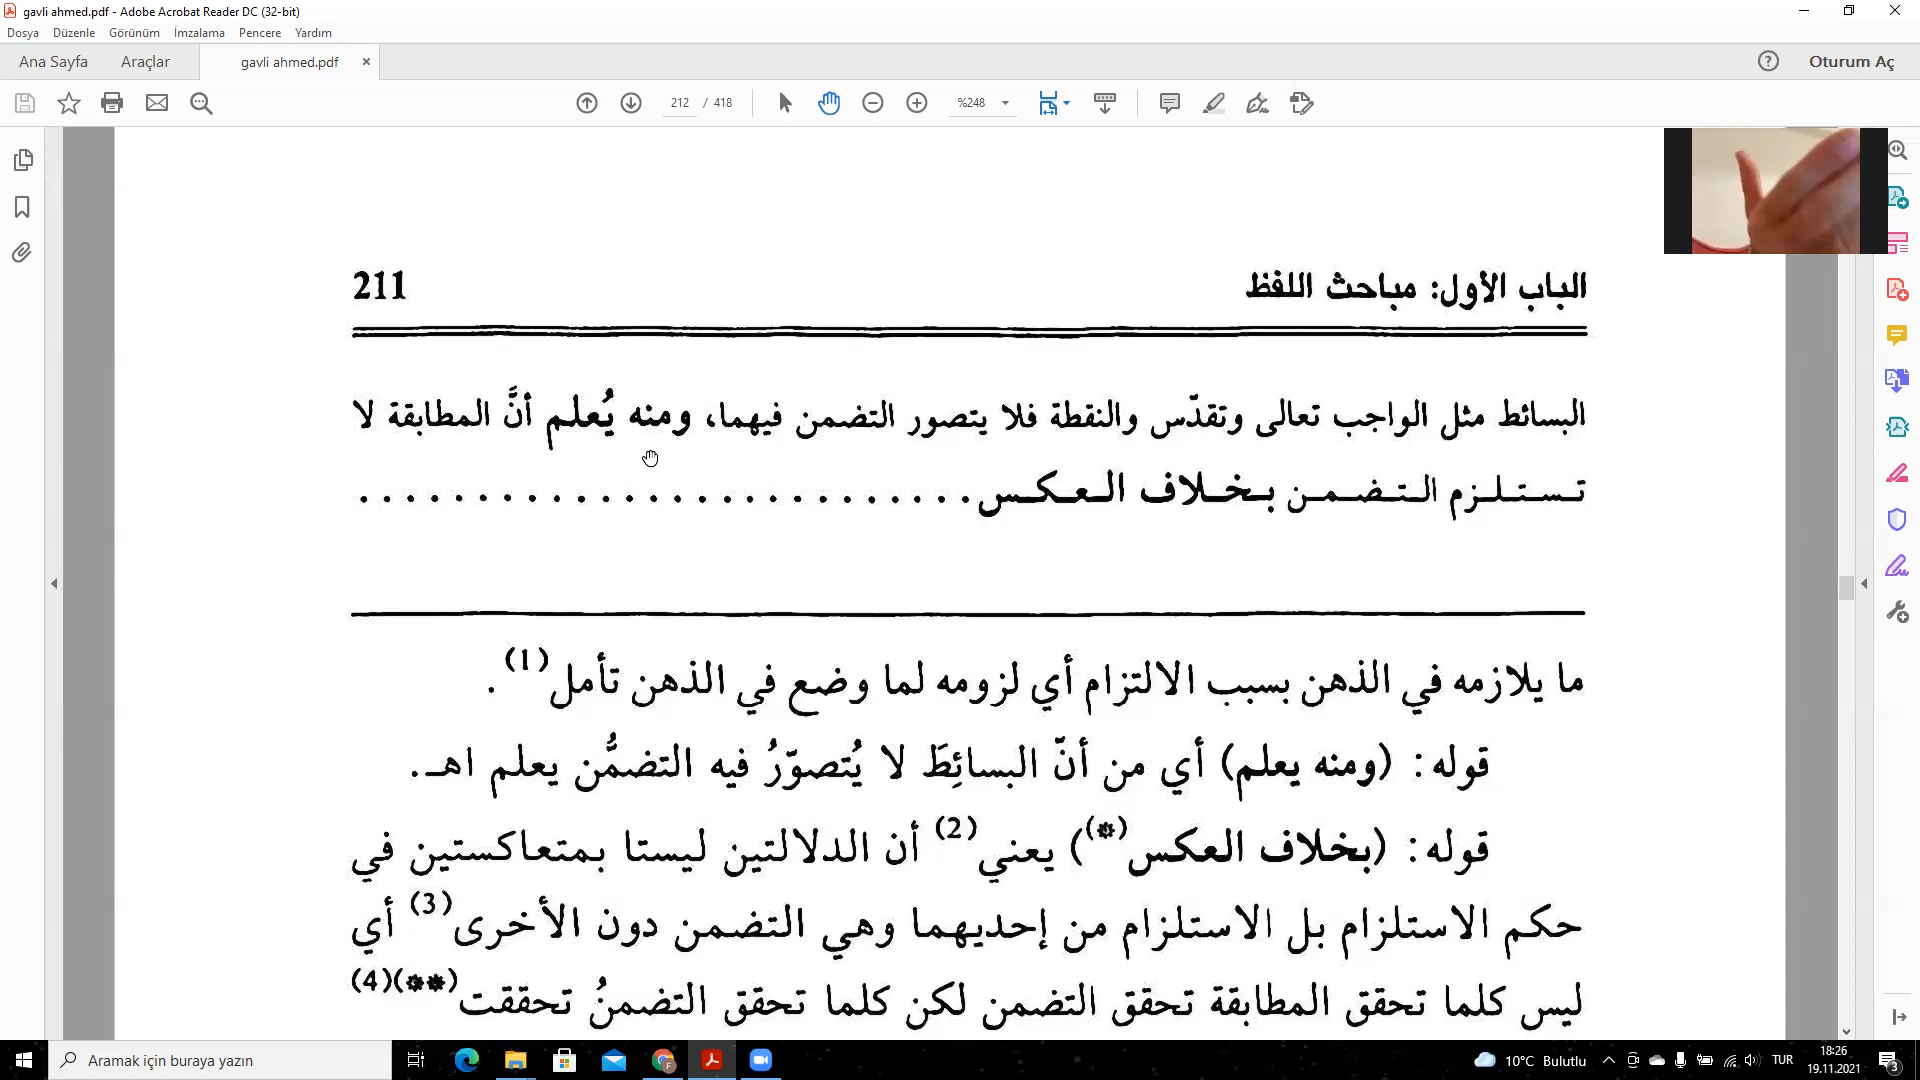 gavli ahmed.pdf - Adobe Acrobat Reader DC (32-bit)
Dosya Düzenle Görünüm İmzalama Pencere Yardım
Ana Sayfa Araçlar gavli ahmed.pdf × Oturum Aç
212 / 418 %248
الباب الأول: مباحث اللفظ 211
البسائط مثل الواجب تعالى وتقدّس والنقطة فلا يتصور التضمن فيهما، ومنه يُعلم أنَّ المطابقة لا
تـسـتـلـزم الـتـضـمـن بـخـلاف الـعـكـس . . . . . . . . . . . . . . . . . . . . . . . . . .
ما يلازمه في الذهن بسبب الالتزام أي لزومه لما وضع في الذهن تأمل(1) .
قوله: (ومنه يعلم) أي من أنّ البسائِطَ لا يُتصوّرُ فيه التضمُّن يعلم اهـ.
قوله: (بخلاف العكس(*)) يعني(2) أن الدلالتين ليستا بمتعاكستين في
حكم الاستلزام بل الاستلزام من إحديهما وهي التضمن دون الأخرى(3) أي
ليس كلما تحقق المطابقة تحقق التضمن لكن كلما تحقق التضمنُ تحققت(**)(4)
Aramak için buraya yazın
10°C Bulutlu TUR 18:26
19.11.2021 3